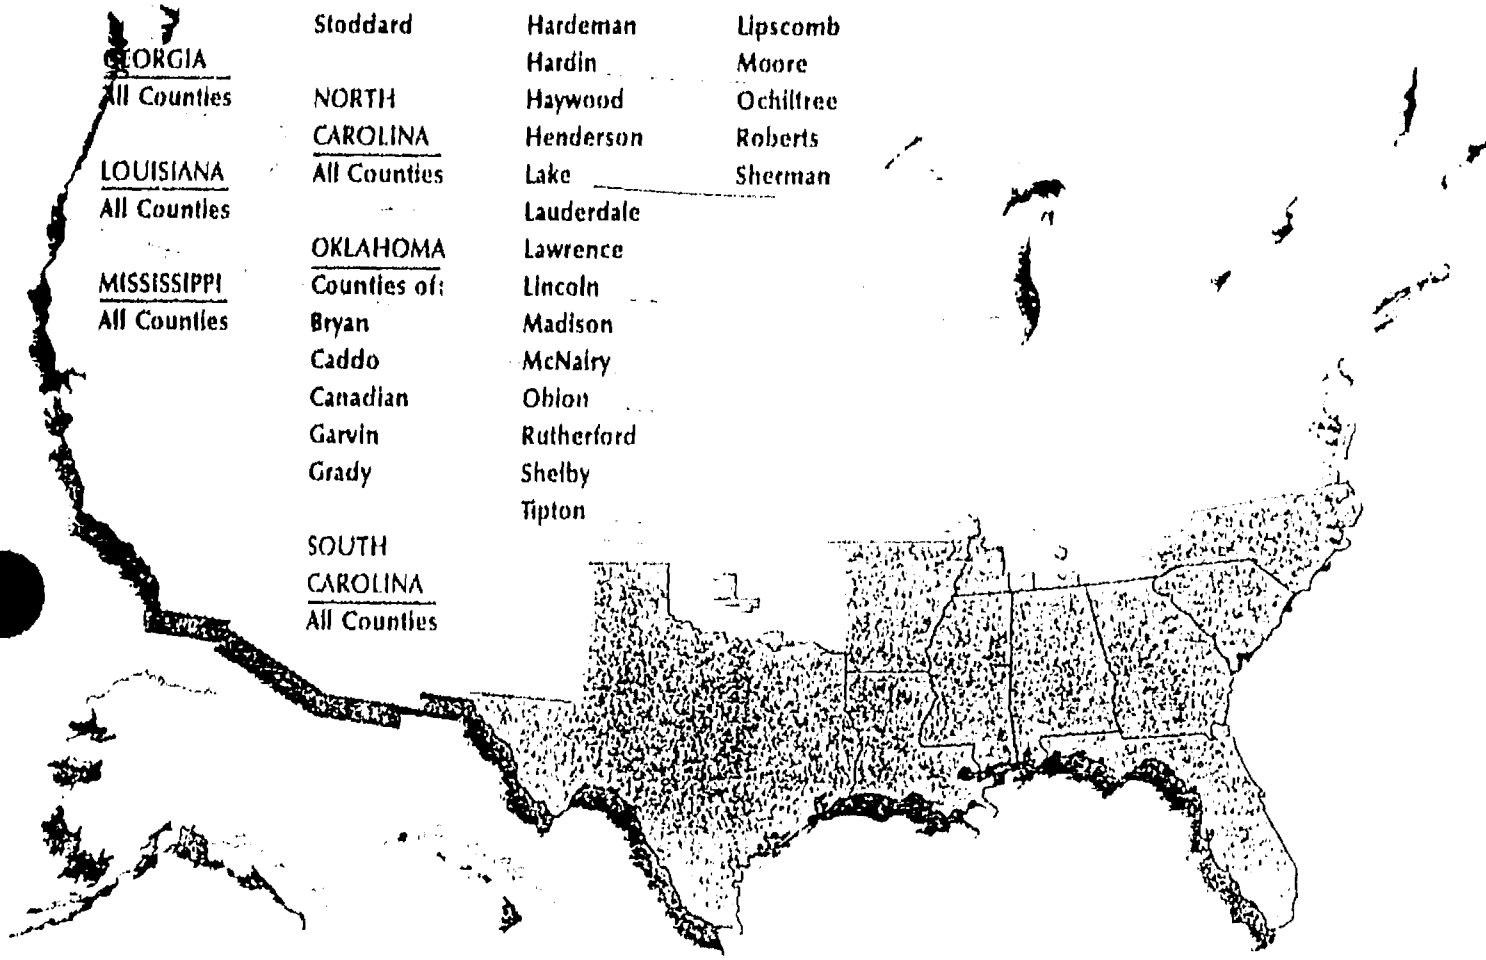 GEORGIA
All Counties
LOUISIANA
All Counties
MISSISSIPPI
All Counties
Stoddard
NORTH
CAROLINA
All Counties
OKLAHOMA
Counties of:
Bryan
Caddo
Canadian
Garvin
Grady
SOUTH
CAROLINA
All Counties
Hardeman
Hardin
Haywood
Henderson
Lake
Lauderdale
Lawrence
Lincoln
Madison
McNairy
Obion
Rutherford
Shelby
Tipton
Lipscomb
Moore
Ochiltree
Roberts
Sherman